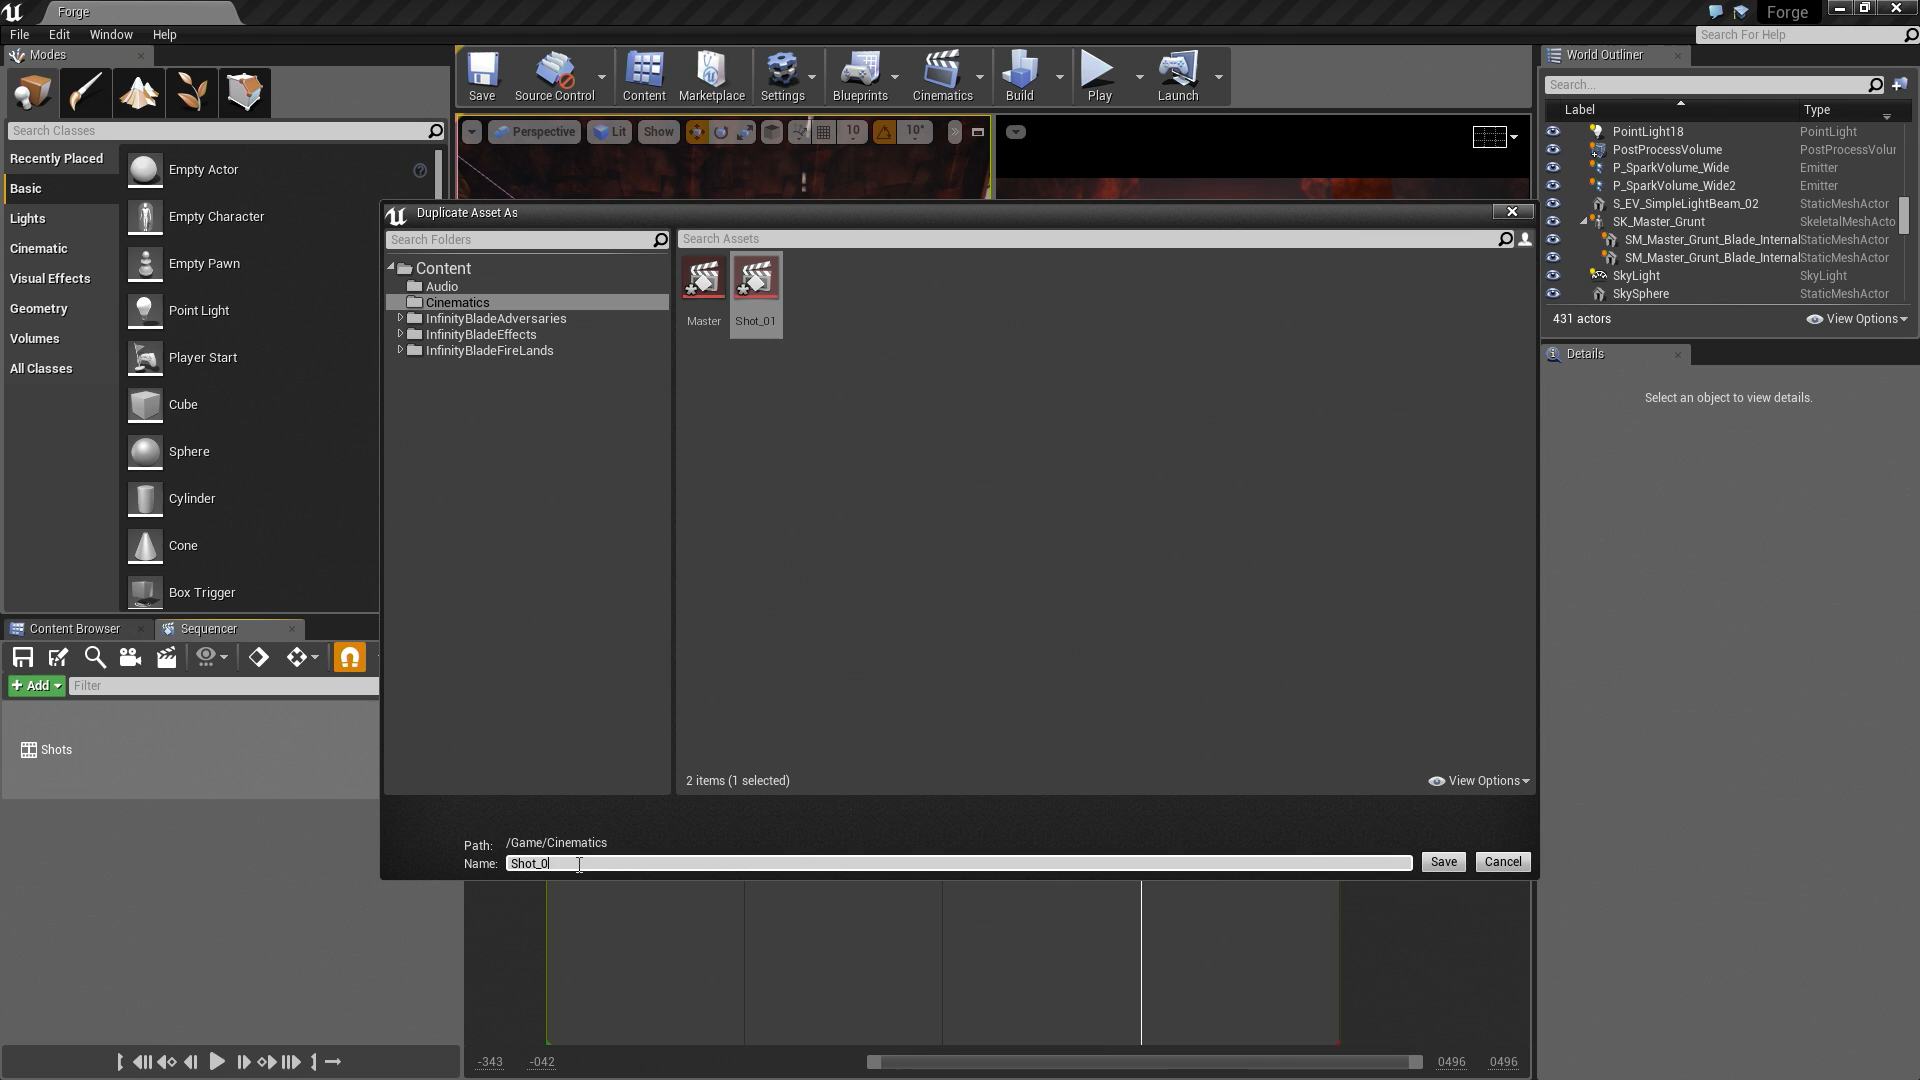 Forge
Forge
File Edit Window Help
Search For Help
Modes
Save Source Control Content Marketplace Settings Blueprints Cinematics Build Play Launch
World Outliner
Search...
Label Type
Search Classes
Perspective Lit Show 10 10°
Recently Placed
Basic
Lights
Cinematic
Visual Effects
Geometry
Volumes
All Classes
Empty Actor
Empty Character
Empty Pawn
Point Light
Player Start
Cube
Sphere
Cylinder
Cone
Box Trigger
PointLight18 PointLight
PostProcessVolume PostProcessVolur
P_SparkVolume_Wide Emitter
P_SparkVolume_Wide2 Emitter
S_EV_SimpleLightBeam_02 StaticMeshActor
SK_Master_Grunt SkeletalMeshActo
SM_Master_Grunt_Blade_Internal StaticMeshActor
SM_Master_Grunt_Blade_Internal StaticMeshActor
SkyLight SkyLight
SkySphere StaticMeshActor
431 actors View Options
Details
Select an object to view details.
Duplicate Asset As
Search Folders
Search Assets
Content
Audio
Cinematics
InfinityBladeAdversaries
InfinityBladeEffects
InfinityBladeFireLands
Master Shot_01
2 items (1 selected) View Options
Path: /Game/Cinematics
Name: Shot_0
Save Cancel
Content Browser Sequencer
Add Filter
Shots
-343 -042 0496 0496